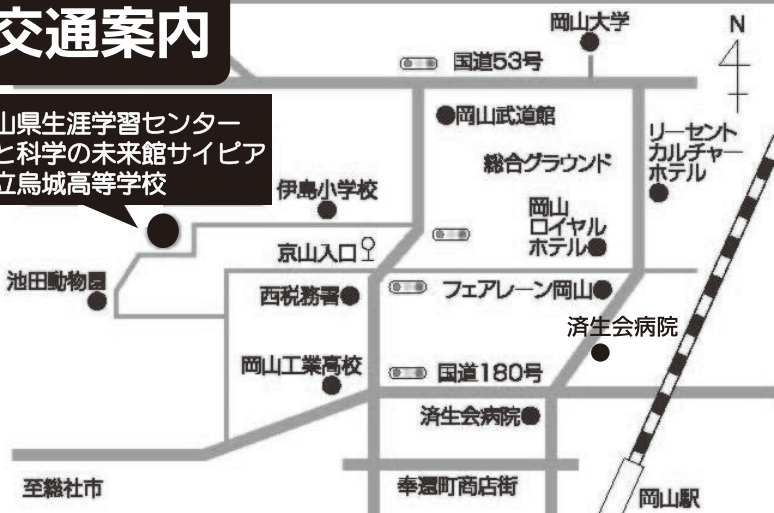 交通案内
岡山大学
N
国道53号
山県生涯学習センター
と科学の未来館サイピア
立烏城高等学校
岡山武道館
総合グラウンド
リーセント
カルチャー
ホテル
伊島小学校
岡山
ロイヤル
ホテル
京山入口
池田動物園
西税務署
フェアレーン岡山
済生会病院
岡山工業高校
国道180号
済生会病院
至総社市
奉還町商店街
岡山駅